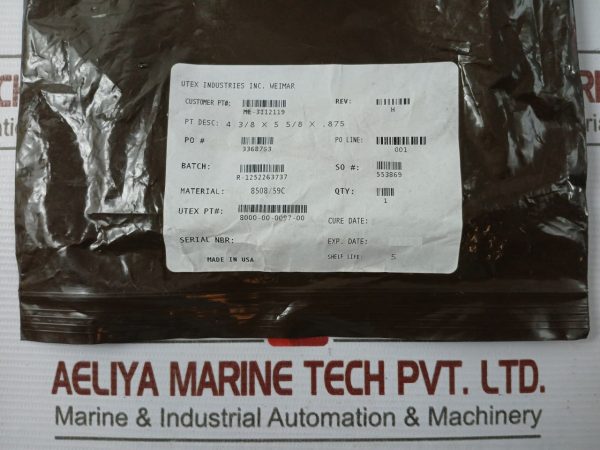 UTEX INDUSTRIES INC. WEIMAR
CUSTOMER PT#: ME-3112119 REV: H
PT DESC: 4 3/8 X 5 5/8 X .875
PO # 3368753 PO LINE: 001
BATCH: R-1252263737 SO #: 553869
MATERIAL: 8508/59C QTY: 1
UTEX PT#: 8000-00-0097-00 CURE DATE:
SERIAL NBR: EXP. DATE:
MADE IN USA SHELF LIFE: 5
AELIYA MARINE TECH PVT. LTD.
Marine & Industrial Automation & Machinery